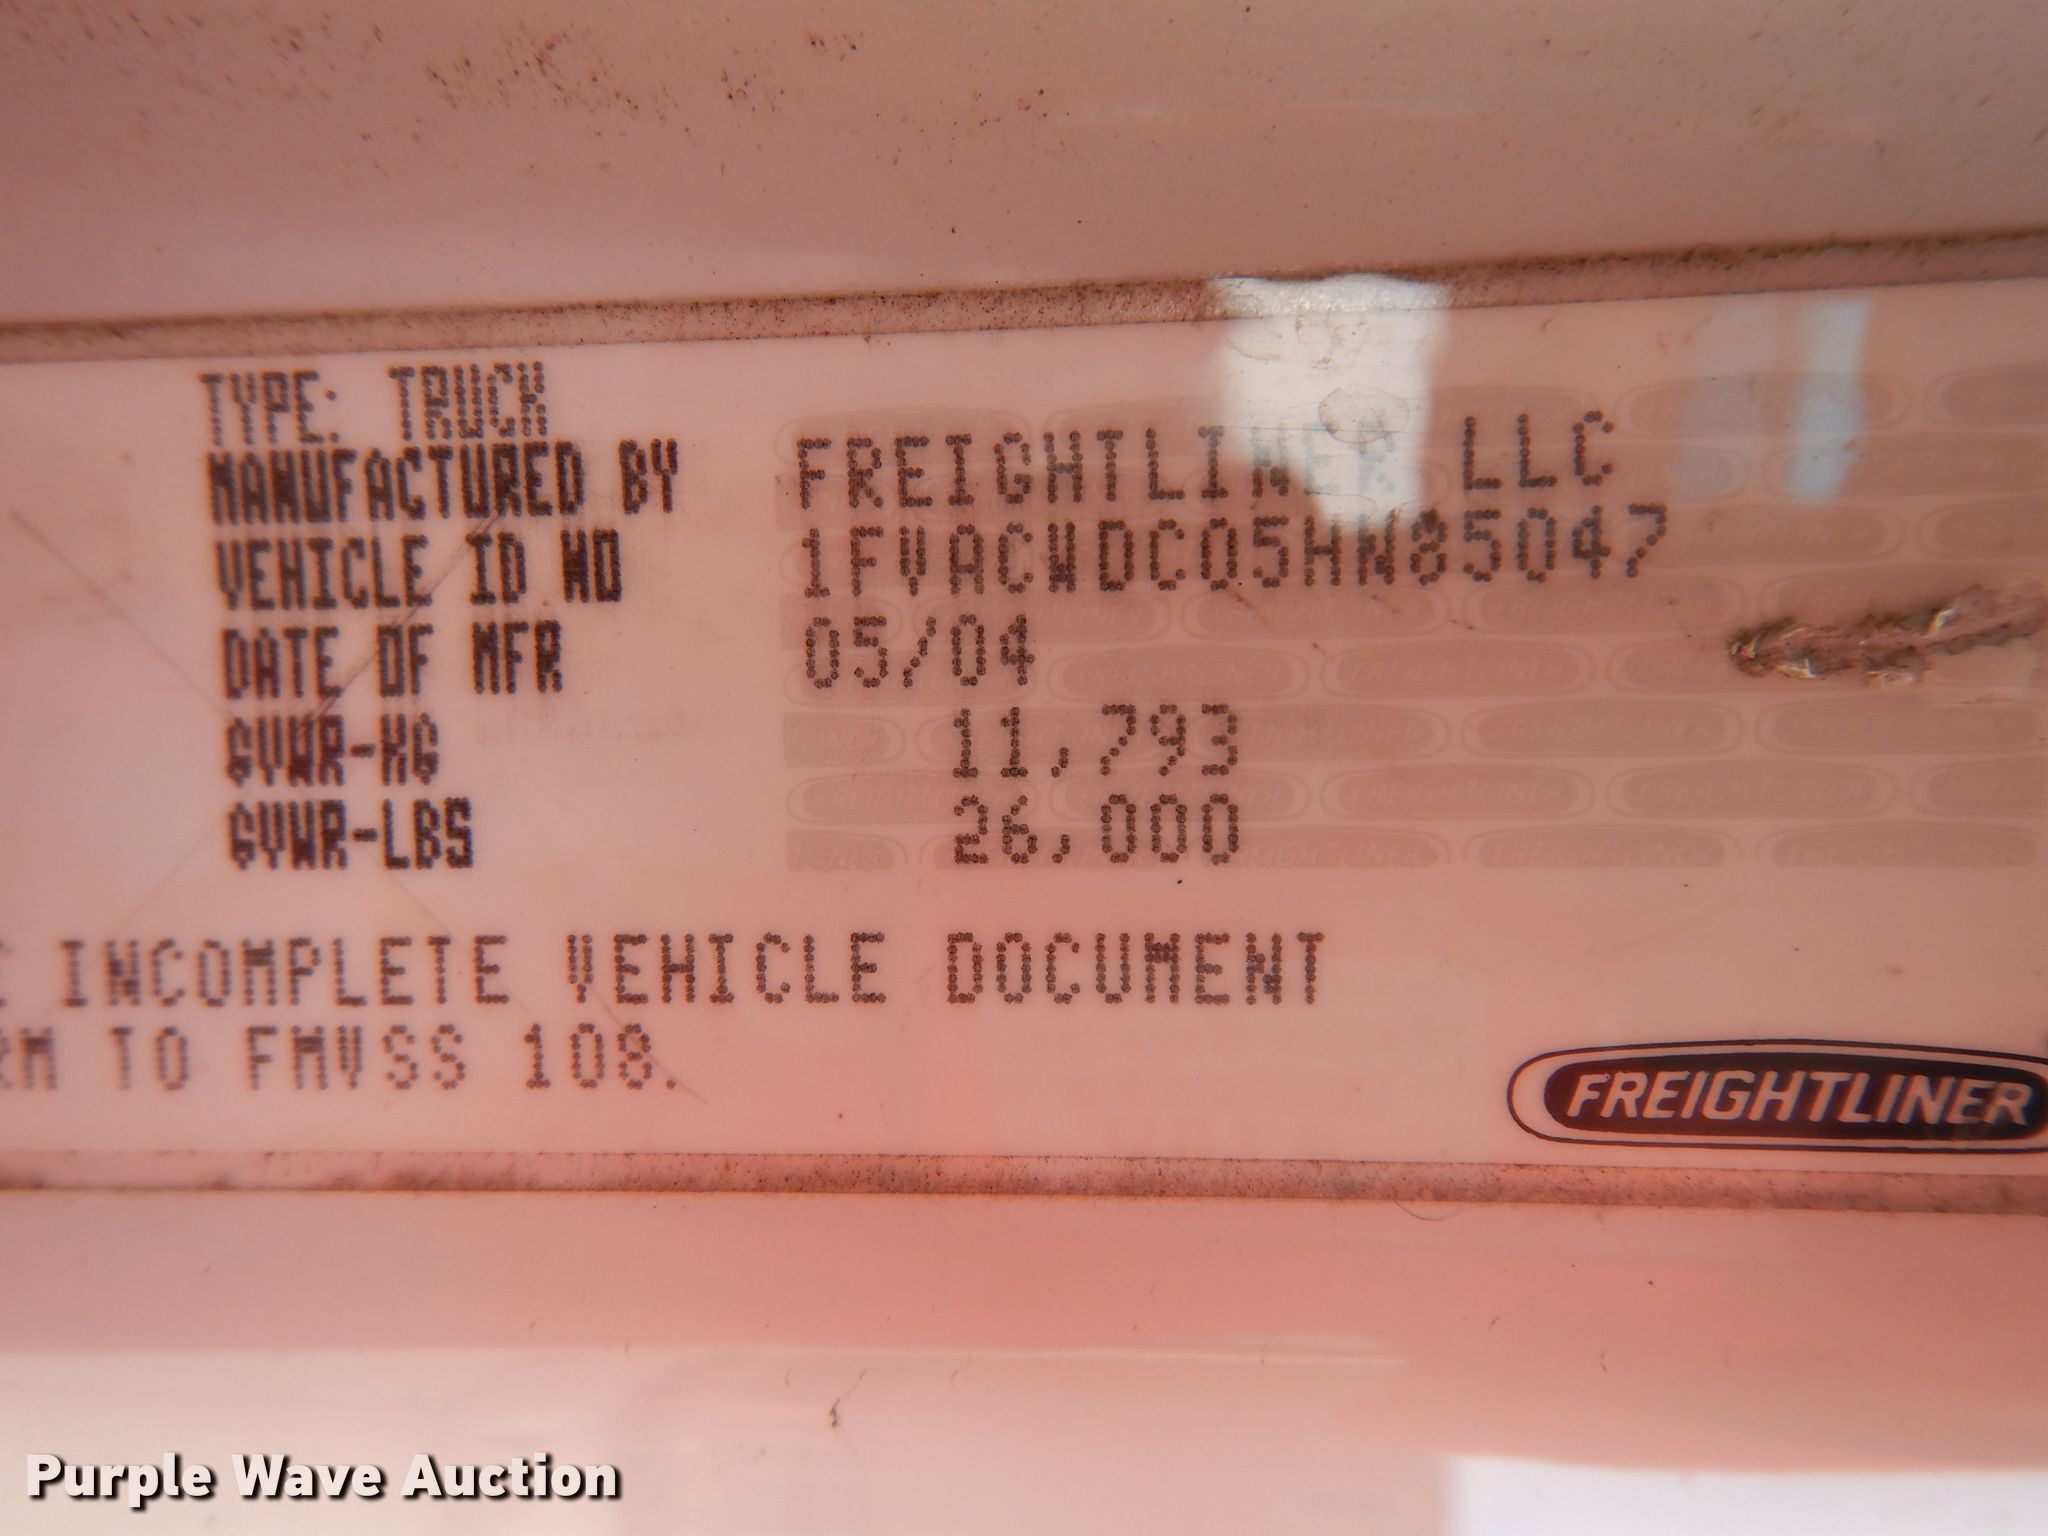 TYPE: TRUCK
MANUFACTURED BY FREIGHTLINER LLC
VEHICLE ID NO 1FVACWDC05HN85047
DATE OF MFR 05/04
GVWR-KG 11,793
GVWR-LBS 26,000
INCOMPLETE VEHICLE DOCUMENT
RM TO FMVSS 108.
FREIGHTLINER
Purple Wave Auction